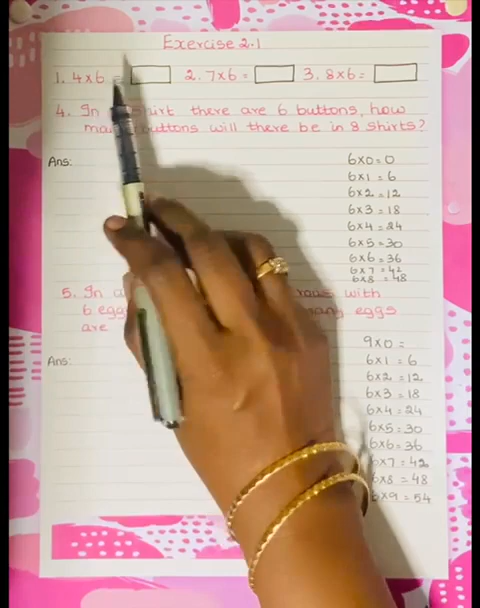 Exercise 2.1
1. 4x6 = 2. 7x6 = 3. 8x6 =
4. In shirt there are 6 buttons, how
many buttons will there be in 8 shirts?
Ans:
6x0=0
6x1 = 6
6x2 = 12
6x3 = 18
6x4 = 24
6x5 = 30
6x6 = 36
6x7 = 42
6x8 = 48
5. In a rows with
6 eggs many eggs
are
Ans:
9x0 =
6x1 = 6
6x2 = 12
6x3 = 18
6x4 = 24
6x5 = 30
6x6 = 36
6x7 = 42
6x8 = 48
6x9 = 54